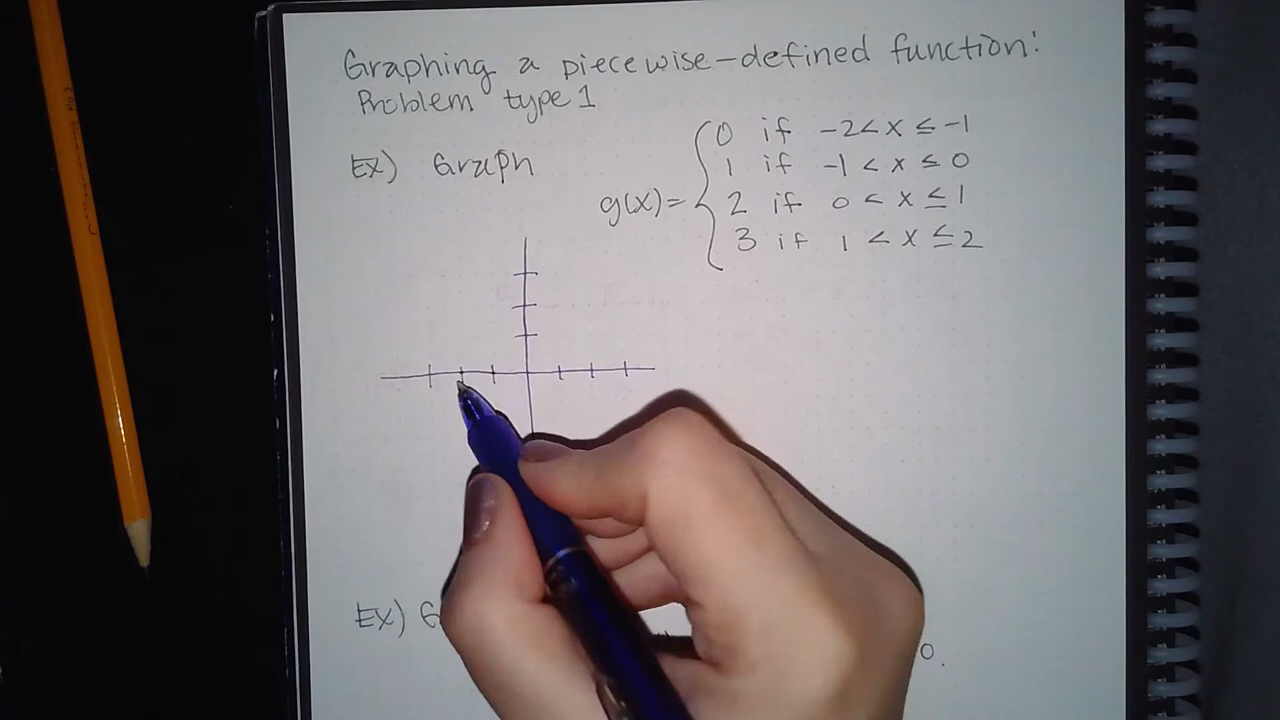 Graphing a piecewise-defined function:
Problem type 1
Ex) Graph
g(x)= { 0 if -2 < x ≤ -1
1 if -1 < x ≤ 0
2 if 0 < x ≤ 1
3 if 1 < x ≤ 2
Ex) G
0.